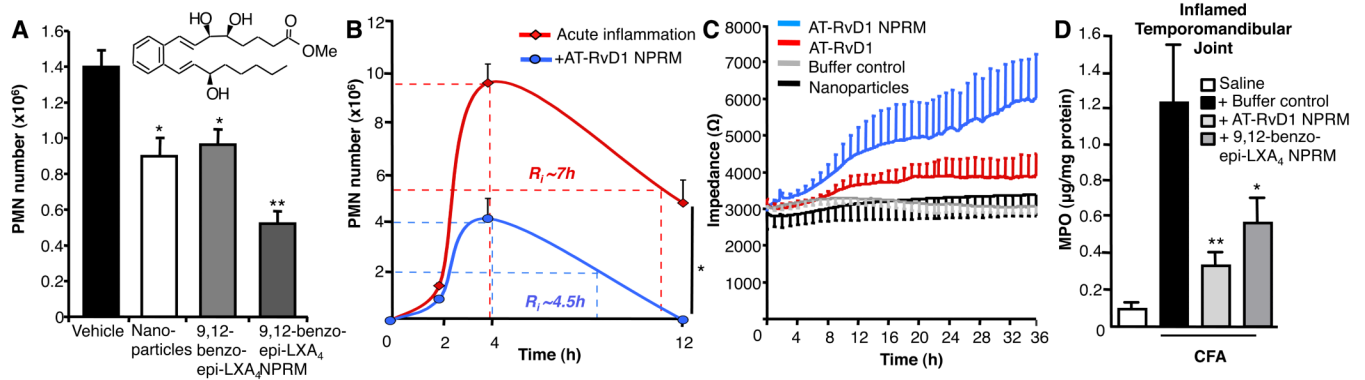 A
HO
OH
O
OMe
OH
PMN number (x10⁶)
1.6
1.4
1.2
1.0
0.8
0.6
0.4
0.2
0
*
*
**
Vehicle
Nano-
particles
9,12-
benzo-
epi-LXA₄
9,12-benzo-
epi-LXA₄
NPRM
B
Acute inflammation
+AT-RvD1 NPRM
PMN number (x10⁶)
12
10
8
6
4
2
Rᵢ~7h
Rᵢ~4.5h
*
0
2
4
12
Time (h)
C
AT-RvD1 NPRM
AT-RvD1
Buffer control
Nanoparticles
Impedance (Ω)
8000
7000
6000
5000
4000
3000
2000
0
4
8
12
16
20
24
28
32
36
Time (h)
D
Inflamed
Temporomandibular
Joint
Saline
+ Buffer control
+ AT-RvD1 NPRM
+ 9,12-benzo-
epi-LXA₄ NPRM
MPO (µg/mg protein)
1.6
1.4
1.2
1.0
0.8
0.6
0.4
0.2
0
**
*
CFA